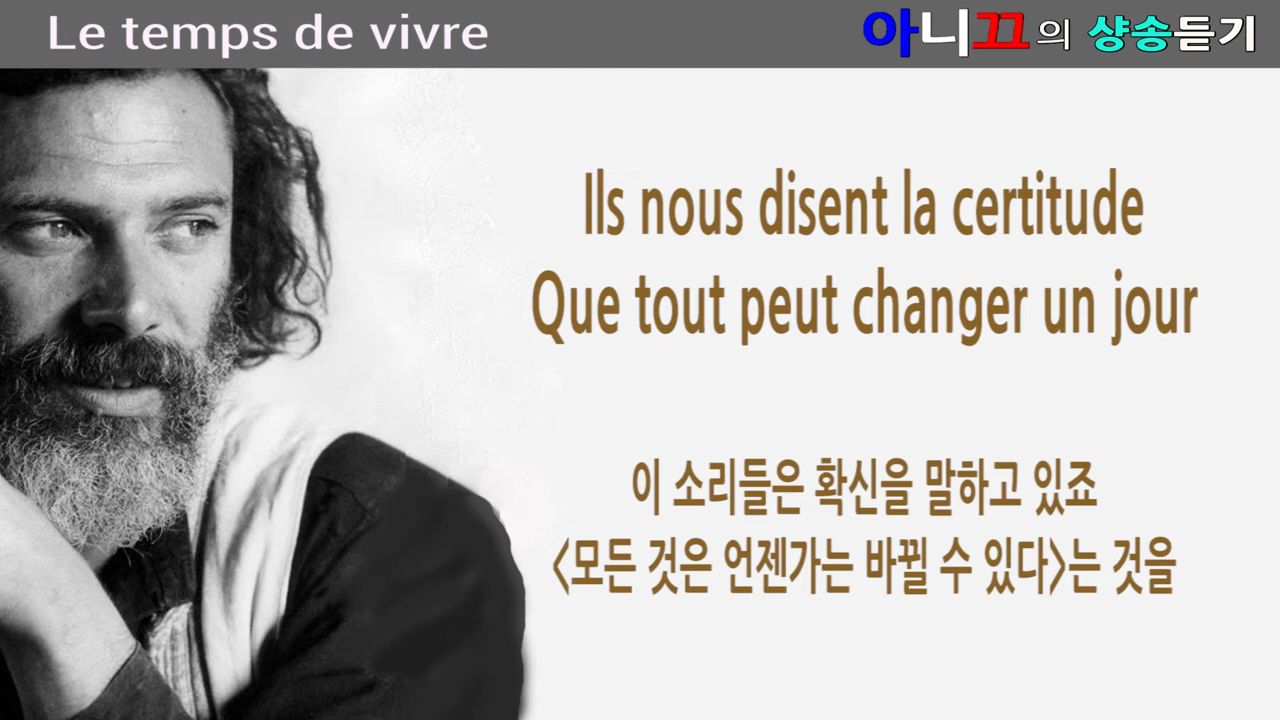 Le temps de vivre
아니끄의 샹송듣기
Ils nous disent la certitude
Que tout peut changer un jour
이 소리들은 확신을 말하고 있죠
<모든 것은 언젠가는 바뀔 수 있다>는 것을